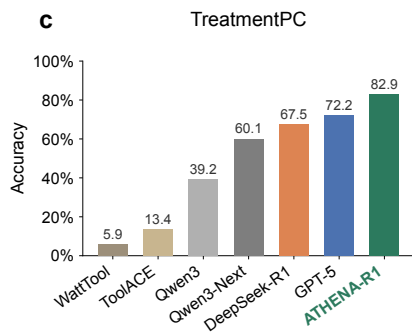 c
TreatmentPC
Accuracy
100%
80%
60%
40%
20%
0%
5.9
13.4
39.2
60.1
67.5
72.2
82.9
WattTool
ToolACE
Qwen3
Qwen3-Next
DeepSeek-R1
GPT-5
ATHENA-R1